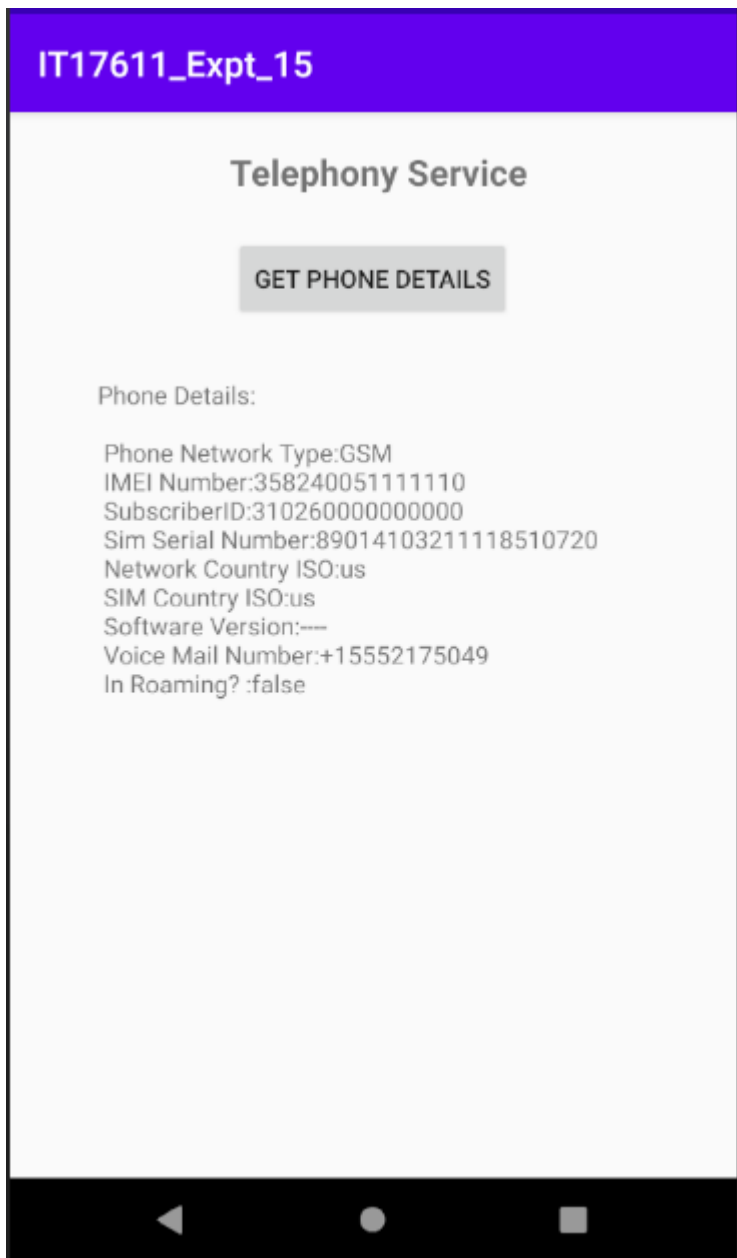 IT17611_Expt_15
Telephony Service
GET PHONE DETAILS
Phone Details:
Phone Network Type:GSM
IMEI Number:358240051111110
SubscriberID:310260000000000
Sim Serial Number:89014103211118510720
Network Country ISO:us
SIM Country ISO:us
Software Version:----
Voice Mail Number:+15552175049
In Roaming? :false